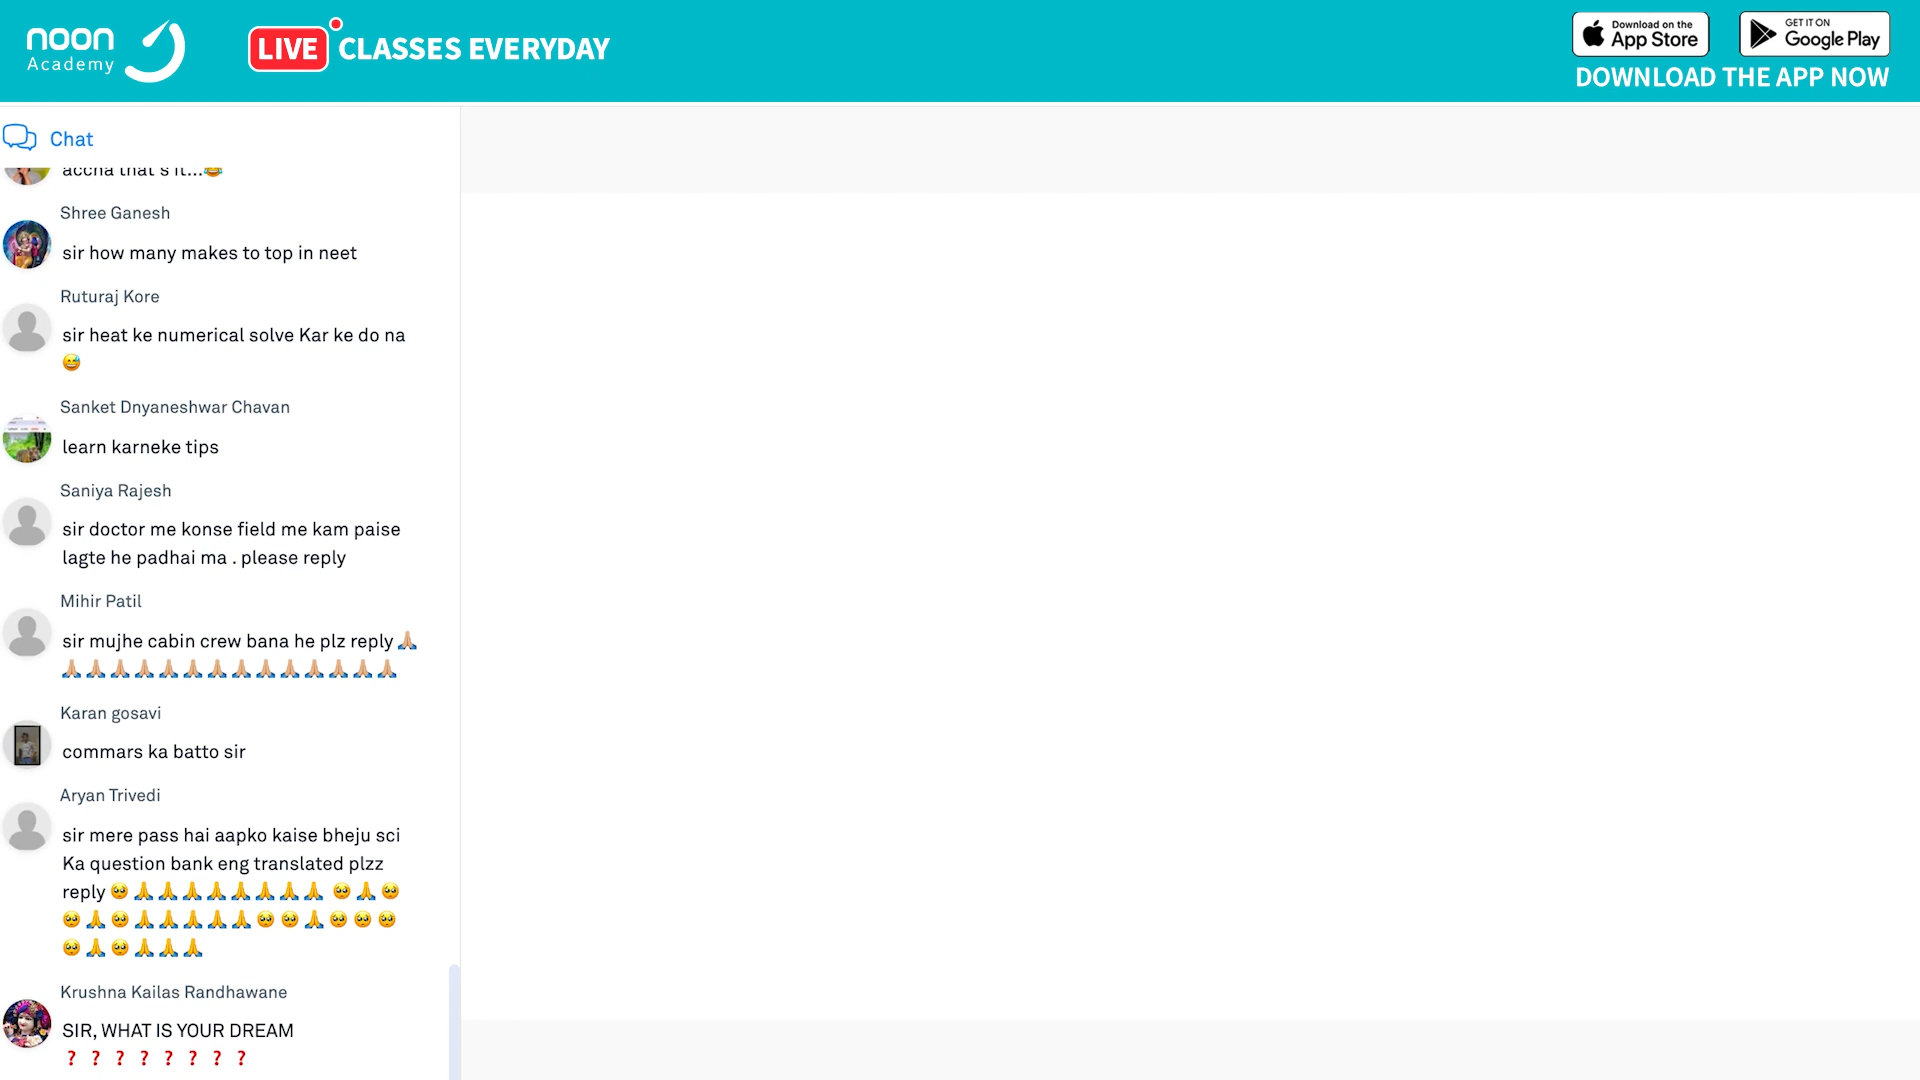 noon
Academy
LIVE CLASSES EVERYDAY
Download on the
App Store
GET IT ON
Google Play
DOWNLOAD THE APP NOW
Chat
accha that's it...😂
Shree Ganesh
sir how many makes to top in neet
Ruturaj Kore
sir heat ke numerical solve Kar ke do na
😅
Sanket Dnyaneshwar Chavan
learn karneke tips
Saniya Rajesh
sir doctor me konse field me kam paise
lagte he padhai ma . please reply
Mihir Patil
sir mujhe cabin crew bana he plz reply 🙏🏼
🙏🏼🙏🏼🙏🏼🙏🏼🙏🏼🙏🏼🙏🏼🙏🏼🙏🏼🙏🏼🙏🏼🙏🏼🙏🏼🙏🏼
Karan gosavi
commars ka batto sir
Aryan Trivedi
sir mere pass hai aapko kaise bheju sci
Ka question bank eng translated plzz
reply 🥺🙏🙏🙏🙏🙏🙏🙏🙏🥺🙏🥺
🥺🙏🥺🙏🙏🙏🙏🙏🥺🥺🙏🥺🥺🥺
🥺🙏🥺🙏🙏🙏
Krushna Kailas Randhawane
SIR, WHAT IS YOUR DREAM
❓❓❓❓❓❓❓❓